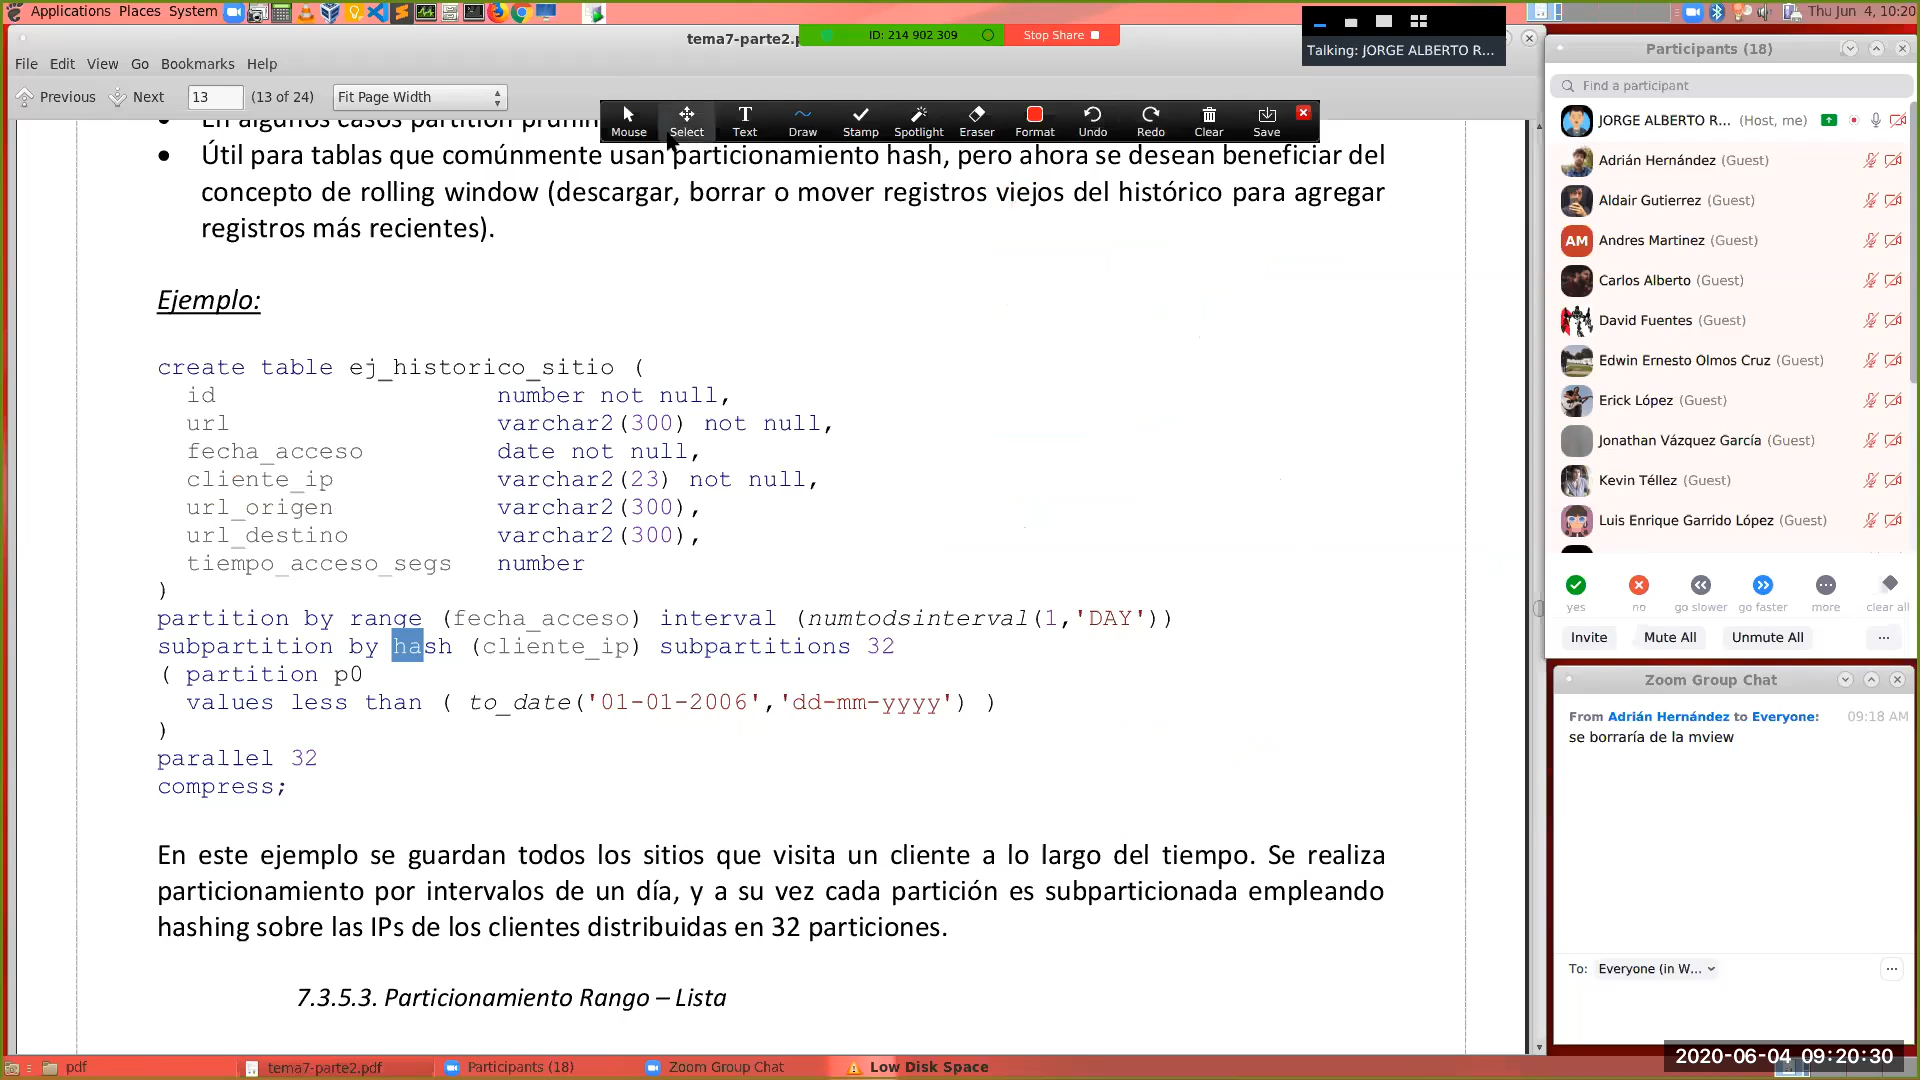 Applications Places System
Thu Jun 4, 10:20
tema7-parte2.p
ID: 214 902 309
Stop Share
Talking: JORGE ALBERTO R...
File Edit View Go Bookmarks Help
Previous Next 13 (13 of 24) Fit Page Width
Mouse Select Text Draw Stamp Spotlight Eraser Format Undo Redo Clear Save
En algunos casos partition
• Útil para tablas que comúnmente usan particionamiento hash, pero ahora se desean beneficiar del
concepto de rolling window (descargar, borrar o mover registros viejos del histórico para agregar
registros más recientes).
Ejemplo:
create table ej_historico_sitio (
id number not null,
url varchar2(300) not null,
fecha_acceso date not null,
cliente_ip varchar2(23) not null,
url_origen varchar2(300),
url_destino varchar2(300),
tiempo_acceso_segs number
)
partition by range (fecha_acceso) interval (numtodsinterval(1,'DAY'))
subpartition by hash (cliente_ip) subpartitions 32
( partition p0
values less than ( to_date('01-01-2006','dd-mm-yyyy') )
)
parallel 32
compress;
En este ejemplo se guardan todos los sitios que visita un cliente a lo largo del tiempo. Se realiza
particionamiento por intervalos de un día, y a su vez cada partición es subparticionada empleando
hashing sobre las IPs de los clientes distribuidas en 32 particiones.
7.3.5.3. Particionamiento Rango – Lista
Participants (18)
Find a participant
JORGE ALBERTO R... (Host, me)
Adrián Hernández (Guest)
Aldair Gutierrez (Guest)
AM Andres Martinez (Guest)
Carlos Alberto (Guest)
David Fuentes (Guest)
Edwin Ernesto Olmos Cruz (Guest)
Erick López (Guest)
Jonathan Vázquez García (Guest)
Kevin Téllez (Guest)
Luis Enrique Garrido López (Guest)
yes no go slower go faster more clear all
Invite Mute All Unmute All ...
Zoom Group Chat
From Adrián Hernández to Everyone: 09:18 AM
se borraría de la mview
To: Everyone (in W... ...
pdf tema7-parte2.pdf Participants (18) Zoom Group Chat Low Disk Space
2020-06-04 09:20:30